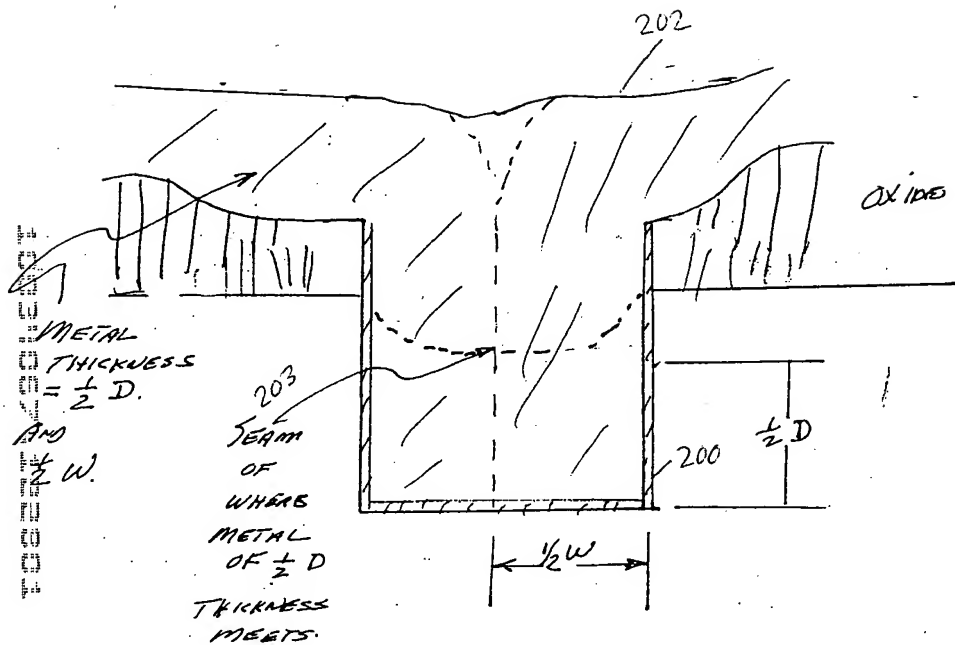 202
OXIDE
METAL
THICKNESS
= ½ D.
AND
½ W.
203
SEAM
OF
WHERE
METAL
OF ½ D
THICKNESS
MEETS.
½ D
200
½ W